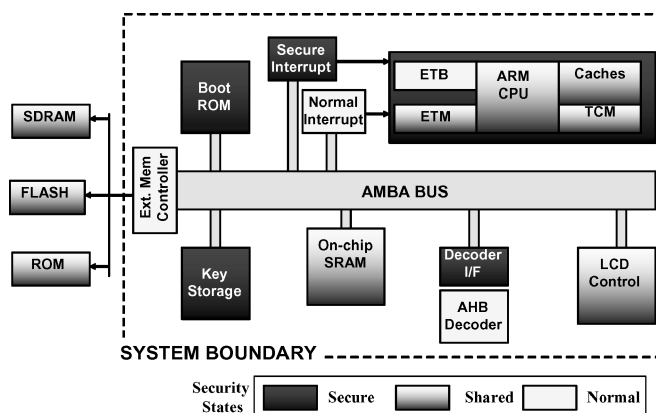 Secure
Interrupt
Boot
ROM
ETB
ARM
CPU
Caches
Normal
Interrupt
ETM
TCM
SDRAM
FLASH
ROM
Ext. Mem
Controller
AMBA BUS
Key
Storage
On-chip
SRAM
Decoder
I/F
AHB
Decoder
LCD
Control
SYSTEM BOUNDARY
Security
States
Secure
Shared
Normal